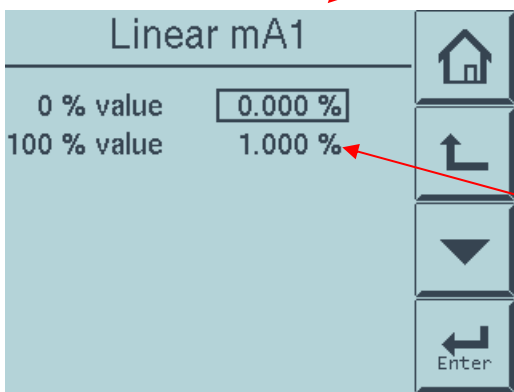 Linear mA1
0 % value 0.000 %
100 % value 1.000 %
Enter